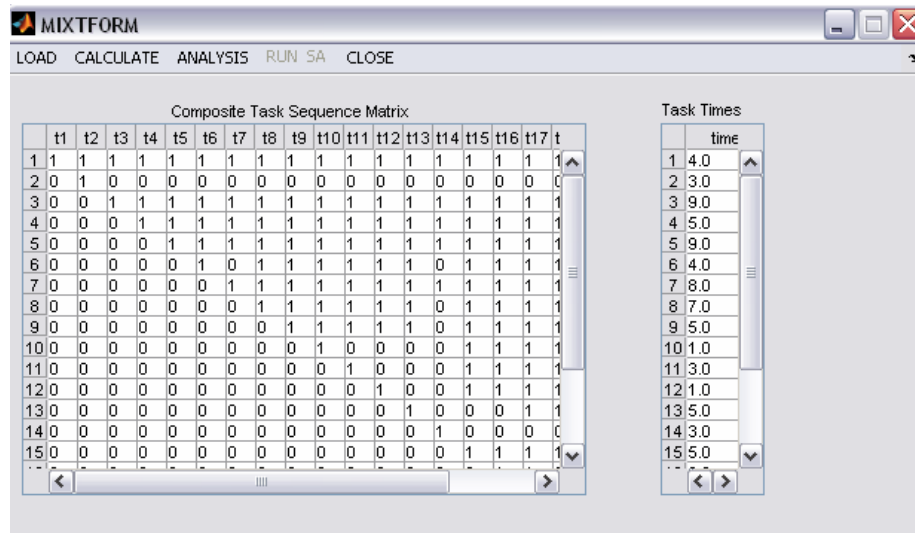 MIXTFORM
LOAD CALCULATE ANALYSIS RUN SA CLOSE
Composite Task Sequence Matrix
t1 t2 t3 t4 t5 t6 t7 t8 t9 t10 t11 t12 t13 t14 t15 t16 t17 t
1 1 1 1 1 1 1 1 1 1 1 1 1 1 1 1 1 1 1
2 0 1 0 0 0 0 0 0 0 0 0 0 0 0 0 0 0 0
3 0 0 1 1 1 1 1 1 1 1 1 1 1 1 1 1 1 1
4 0 0 0 1 1 1 1 1 1 1 1 1 1 1 1 1 1 1
5 0 0 0 0 1 1 1 1 1 1 1 1 1 1 1 1 1 1
6 0 0 0 0 0 1 0 1 1 1 1 1 1 0 1 1 1 1
7 0 0 0 0 0 0 1 1 1 1 1 1 1 1 1 1 1 1
8 0 0 0 0 0 0 0 1 1 1 1 1 1 0 1 1 1 1
9 0 0 0 0 0 0 0 0 1 1 1 1 1 0 1 1 1 1
10 0 0 0 0 0 0 0 0 0 1 0 0 0 0 1 1 1 1
11 0 0 0 0 0 0 0 0 0 0 1 0 0 0 1 1 1 1
12 0 0 0 0 0 0 0 0 0 0 0 1 0 0 1 1 1 1
13 0 0 0 0 0 0 0 0 0 0 0 0 1 0 0 0 1 1
14 0 0 0 0 0 0 0 0 0 0 0 0 0 1 0 0 0 0
15 0 0 0 0 0 0 0 0 0 0 0 0 0 0 1 1 1 1
Task Times
time
1 4.0
2 3.0
3 9.0
4 5.0
5 9.0
6 4.0
7 8.0
8 7.0
9 5.0
10 1.0
11 3.0
12 1.0
13 5.0
14 3.0
15 5.0